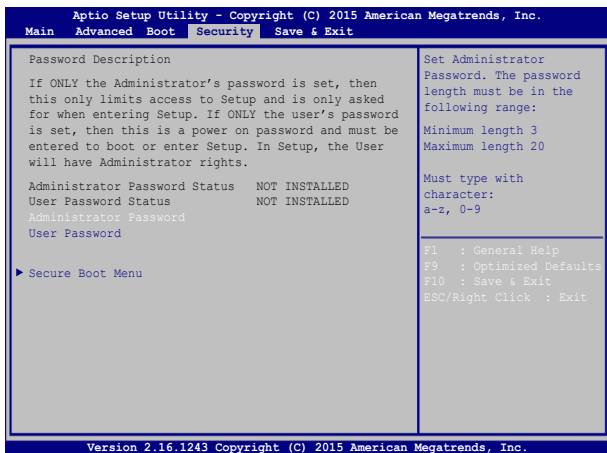 Aptio Setup Utility - Copyright (C) 2015 American Megatrends, Inc.
Main Advanced Boot Security Save & Exit
Password Description
If ONLY the Administrator's password is set, then
this only limits access to Setup and is only asked
for when entering Setup. If ONLY the user's password
is set, then this is a power on password and must be
entered to boot or enter Setup. In Setup, the User
will have Administrator rights.
Administrator Password Status NOT INSTALLED
User Password Status NOT INSTALLED
Administrator Password
User Password
Secure Boot Menu
Set Administrator
Password. The password
length must be in the
following range:
Minimum length 3
Maximum length 20
Must type with
character:
a-z, 0-9
F1 : General Help
F9 : Optimized Defaults
F10 : Save & Exit
ESC/Right Click : Exit
Version 2.16.1243 Copyright (C) 2015 American Megatrends, Inc.